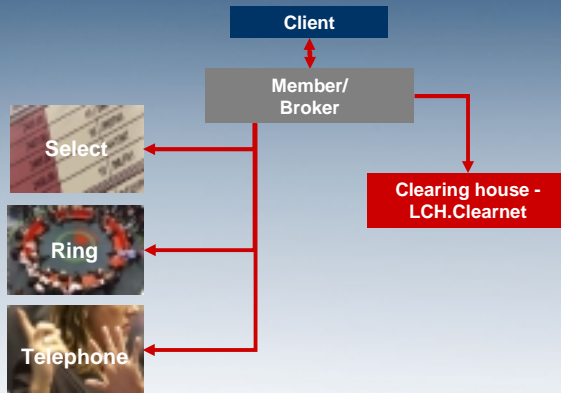 Client
Member/
Broker
Select
Clearing house -
LCH.Clearnet
Ring
Telephone